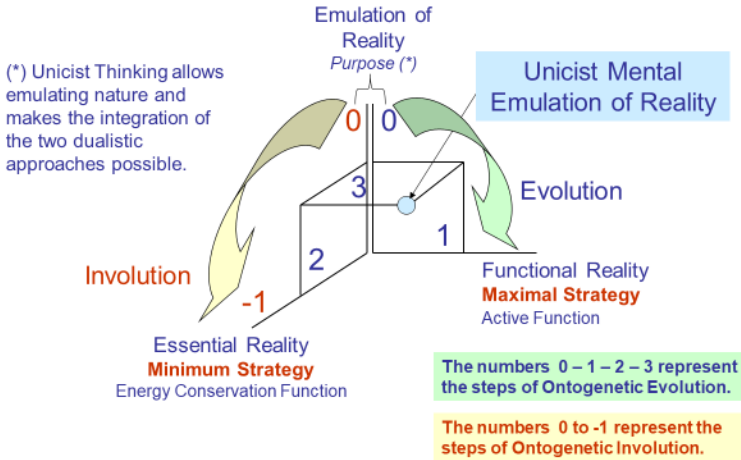 Emulation of
Reality
Purpose (*)
(*) Unicist Thinking allows
emulating nature and
makes the integration of
the two dualistic
approaches possible.
Unicist Mental
Emulation of Reality
0 0
3
Evolution
1
2
Involution
-1
Functional Reality
Maximal Strategy
Active Function
Essential Reality
Minimum Strategy
Energy Conservation Function
The numbers 0 – 1 – 2 – 3 represent
the steps of Ontogenetic Evolution.
The numbers 0 to -1 represent the
steps of Ontogenetic Involution.